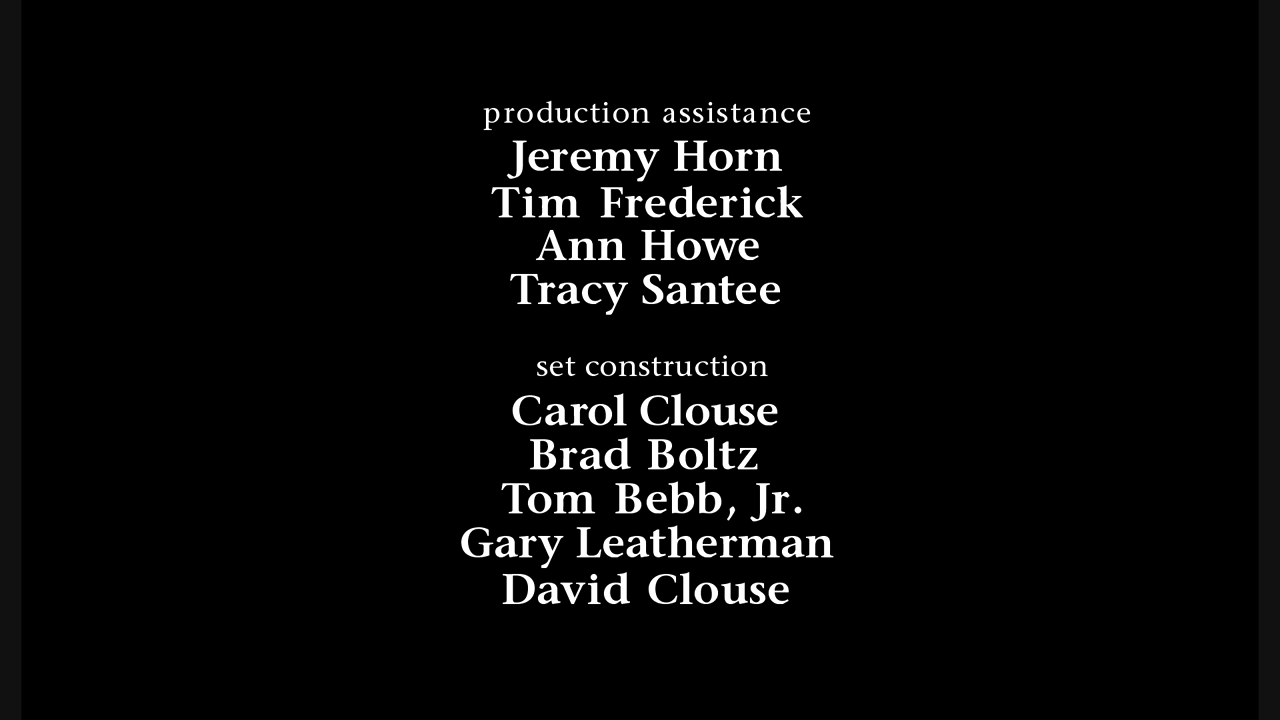 production assistance
Jeremy Horn
Tim Frederick
Ann Howe
Tracy Santee
set construction
Carol Clouse
Brad Boltz
Tom Bebb, Jr.
Gary Leatherman
David Clouse